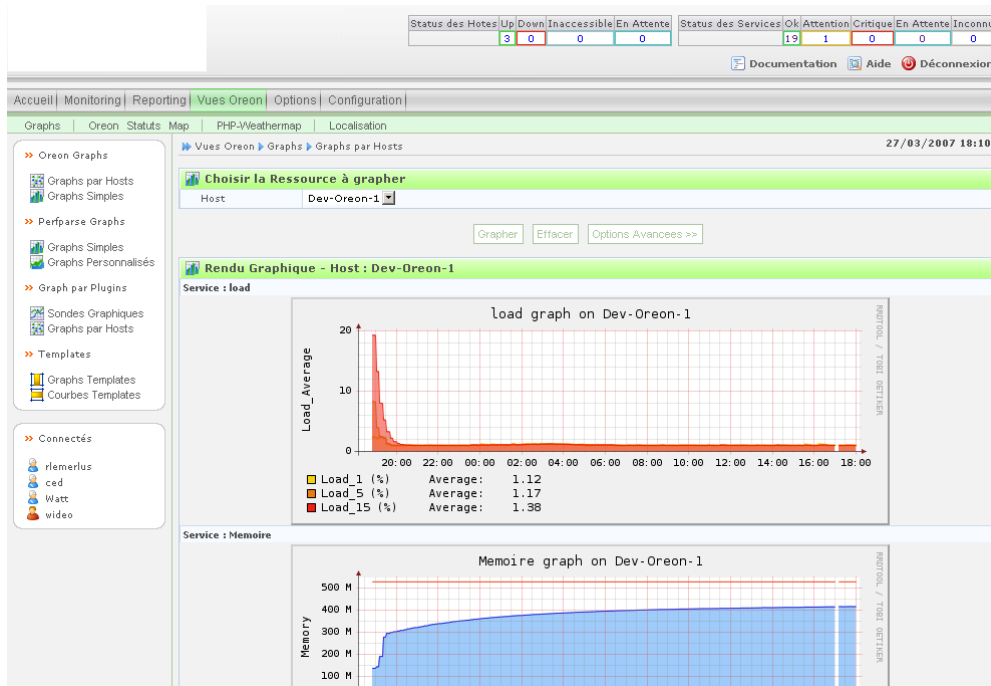 Status des Hotes Up Down Inaccessible En Attente
3 0 0 0
Status des Services Ok Attention Critique En Attente Inconnu
19 1 0 0 0
Documentation Aide Déconnexion
Accueil Monitoring Reporting Vues Oreon Options Configuration
Graphs Oreon Statuts Map PHP-Weathermap Localisation
Oreon Graphs
Graphs par Hosts
Graphs Simples
Perfparse Graphs
Graphs Simples
Graphs Personnalisés
Graph par Plugins
Sondes Graphiques
Graphs par Hosts
Templates
Graphs Templates
Courbes Templates
Connectés
rlemerlus
ced
Watt
wideo
Vues Oreon Graphs Graphs par Hosts
27/03/2007 18:10
Choisir la Ressource à grapher
Host Dev-Oreon-1
Grapher Effacer Options Avancees >>
Rendu Graphique - Host : Dev-Oreon-1
Service : load
load graph on Dev-Oreon-1
Load_Average
20
10
0
20:00 22:00 00:00 02:00 04:00 06:00 08:00 10:00 12:00 14:00 16:00 18:00
Load_1 (%) Average: 1.12
Load_5 (%) Average: 1.17
Load_15 (%) Average: 1.38
RRDTOOL / TOBI OETIKER
Service : Memoire
Memoire graph on Dev-Oreon-1
Memory
500 M
400 M
300 M
200 M
100 M
RRDTOOL / TOBI OETIKER